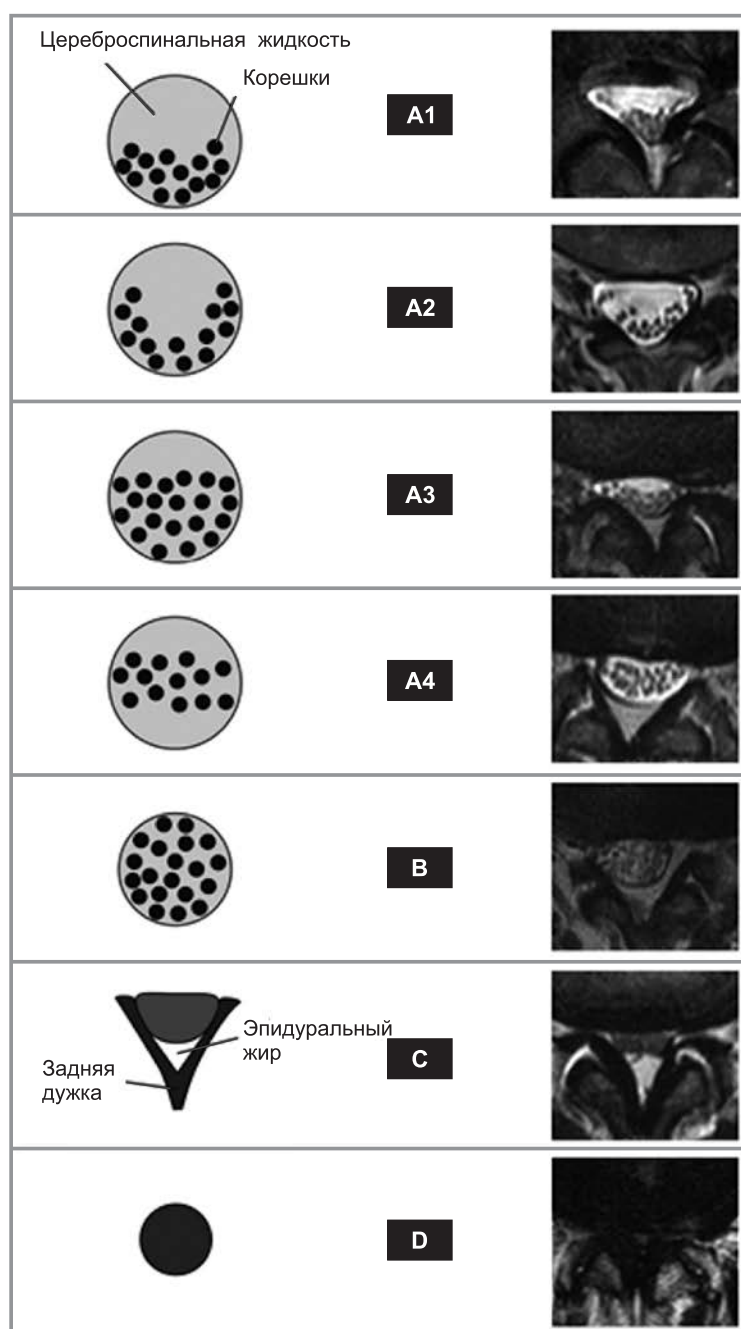 Цереброспинальная жидкость
Корешки
A1
A2
A3
A4
B
Эпидуральный
жир
C
Задняя
дужка
D